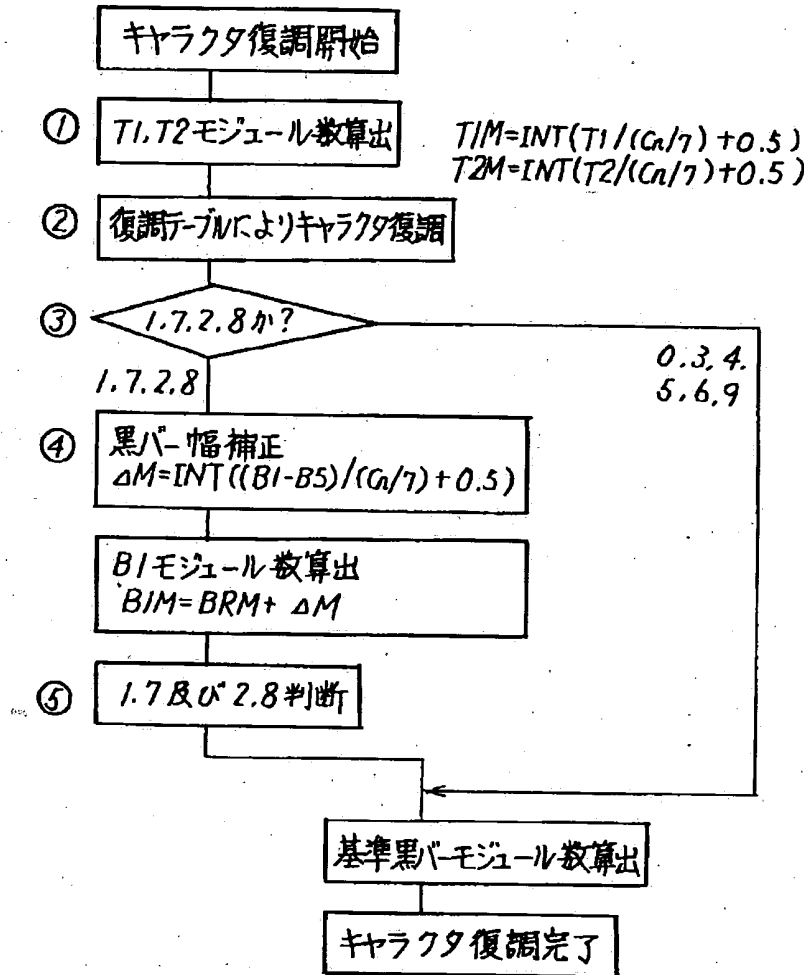 キャラクタ復調開始
① T1,T2モジュール数算出
T1M=INT(T1/(Cn/7)+0.5)
T2M=INT(T2/(Cn/7)+0.5)
② 復調テーブルによりキャラクタ復調
③ 1.7.2.8か?
1.7.2.8
0.3.4.
5.6.9
④ 黒バー幅補正
ΔM=INT((B1-B5)/(Cn/7)+0.5)
B1モジュール数算出
B1M=BRM+ΔM
⑤ 1.7及び2.8判断
基準黒バーモジュール数算出
キャラクタ復調完了